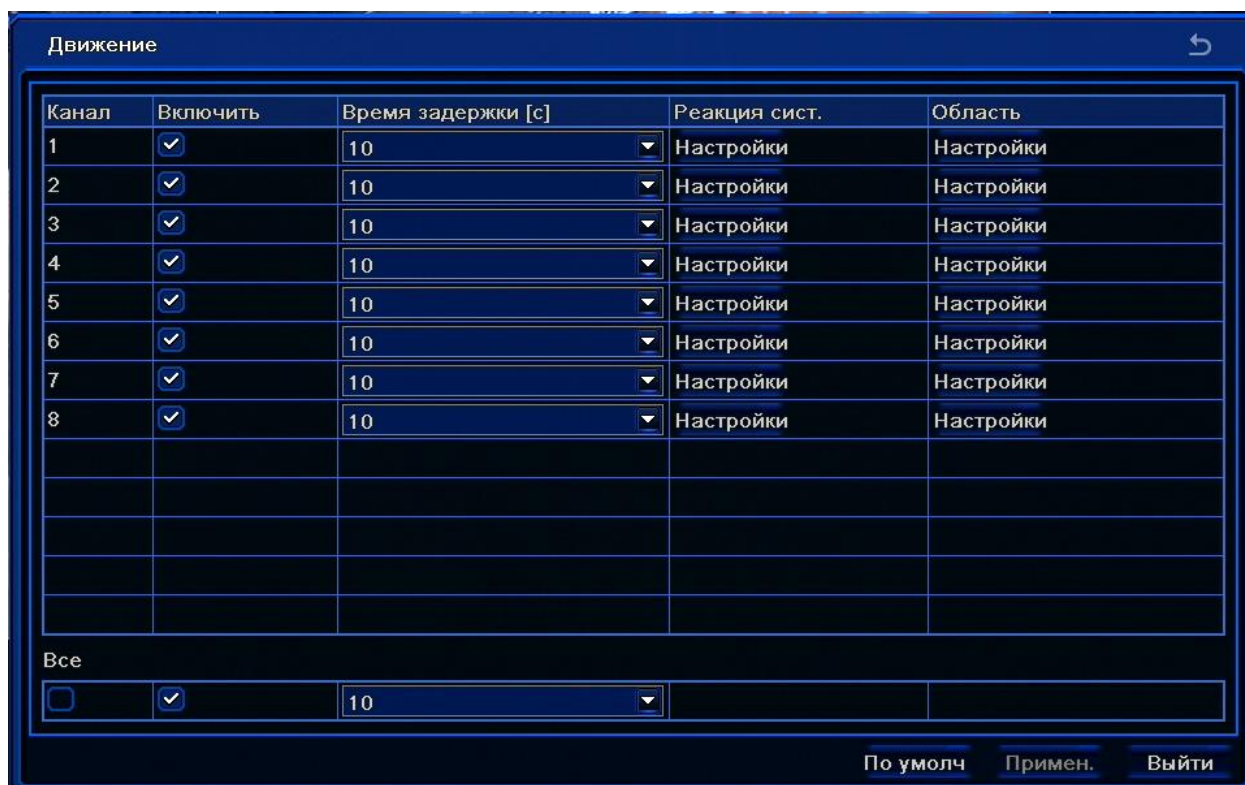 Движение
Канал Включить Время задержки [с] Реакция сист. Область
1 10 Настройки Настройки
2 10 Настройки Настройки
3 10 Настройки Настройки
4 10 Настройки Настройки
5 10 Настройки Настройки
6 10 Настройки Настройки
7 10 Настройки Настройки
8 10 Настройки Настройки
Все
10
По умолч Примен. Выйти